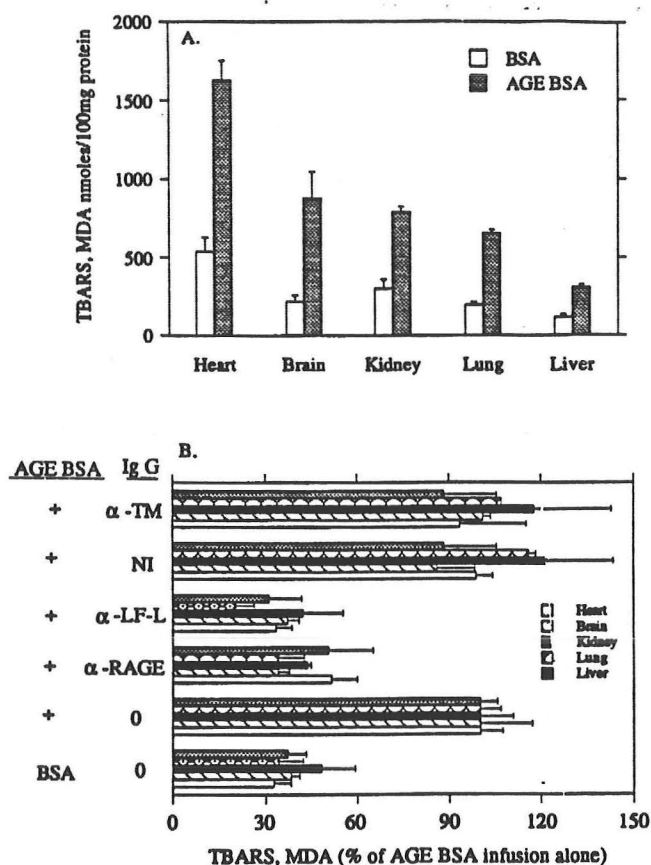 A.
2000
1500
1000
500
0
TBARS, MDA nmoles/100mg protein
BSA
AGE BSA
Heart Brain Kidney Lung Liver
B.
AGE BSA Ig G
+ α-TM
+ NI
+ α-LF-L
+ α-RAGE
+ 0
BSA 0
Heart
Brain
Kidney
Lung
Liver
0 30 60 90 120 150
TBARS, MDA (% of AGE BSA infusion alone)